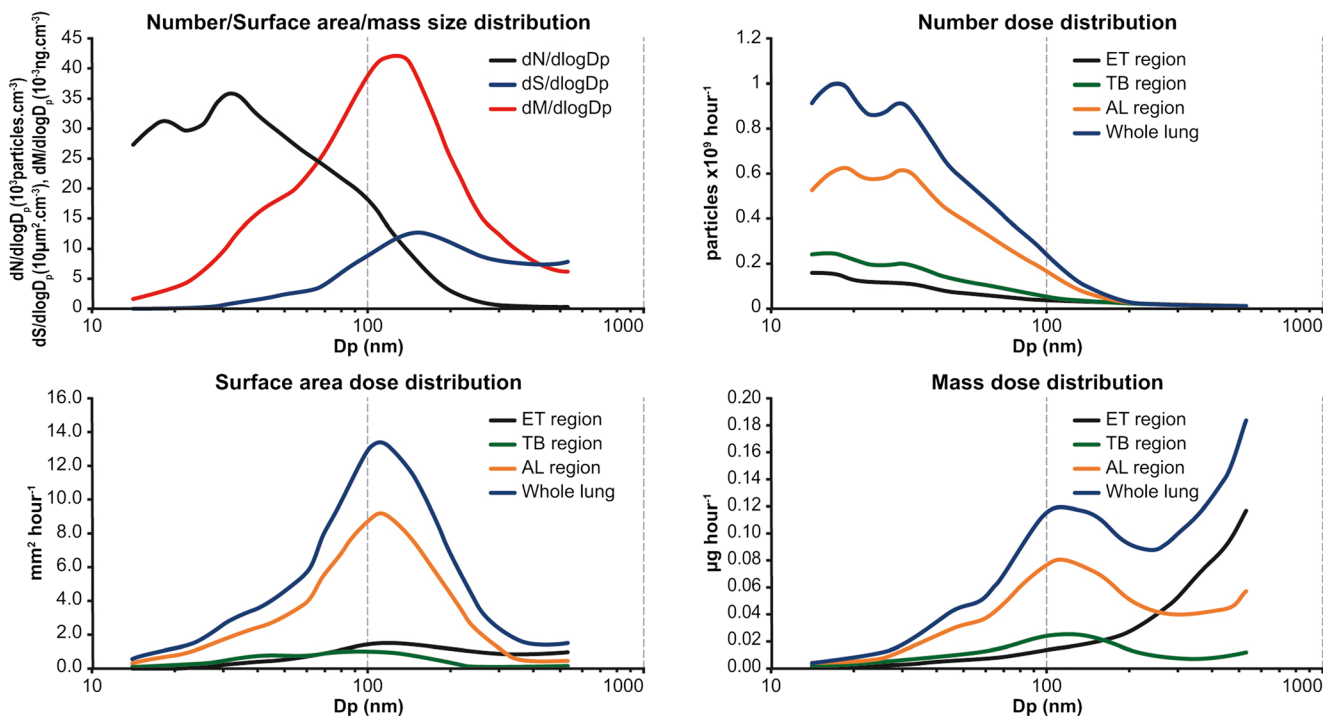 Number/Surface area/mass size distribution
dN/dlogDp(10³particles.cm⁻³)
dS/dlogDp(10µm².cm⁻³), dM/dlogDp(10⁻³ng.cm⁻³)
45
40
35
30
25
20
15
10
5
0
dN/dlogDp
dS/dlogDp
dM/dlogDp
10
100
1000
Dp (nm)
Number dose distribution
particles x10⁹ hour⁻¹
1.2
1
0.8
0.6
0.4
0.2
0
ET region
TB region
AL region
Whole lung
10
100
1000
Dp (nm)
Surface area dose distribution
mm² hour⁻¹
16.0
14.0
12.0
10.0
8.0
6.0
4.0
2.0
0.0
ET region
TB region
AL region
Whole lung
10
100
1000
Dp (nm)
Mass dose distribution
µg hour⁻¹
0.20
0.18
0.16
0.14
0.12
0.10
0.08
0.06
0.04
0.02
0.00
ET region
TB region
AL region
Whole lung
10
100
1000
Dp (nm)